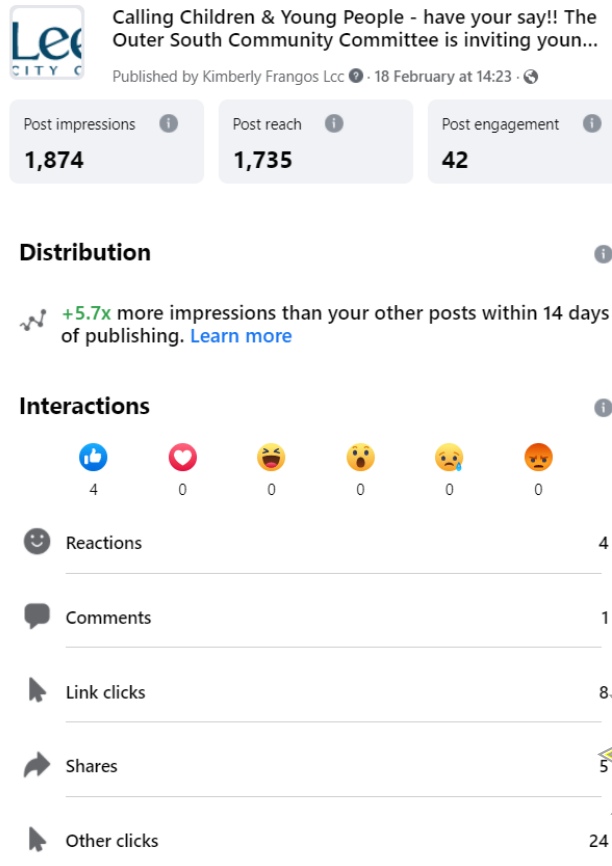 Lee
CITY C
Calling Children & Young People - have your say!! The
Outer South Community Committee is inviting youn...
Published by Kimberly Frangos Lcc · 18 February at 14:23 ·
Post impressions
1,874
Post reach
1,735
Post engagement
42
Distribution
+5.7x more impressions than your other posts within 14 days
of publishing. Learn more
Interactions
4 0 0 0 0 0
Reactions 4
Comments 1
Link clicks 8
Shares 5
Other clicks 24